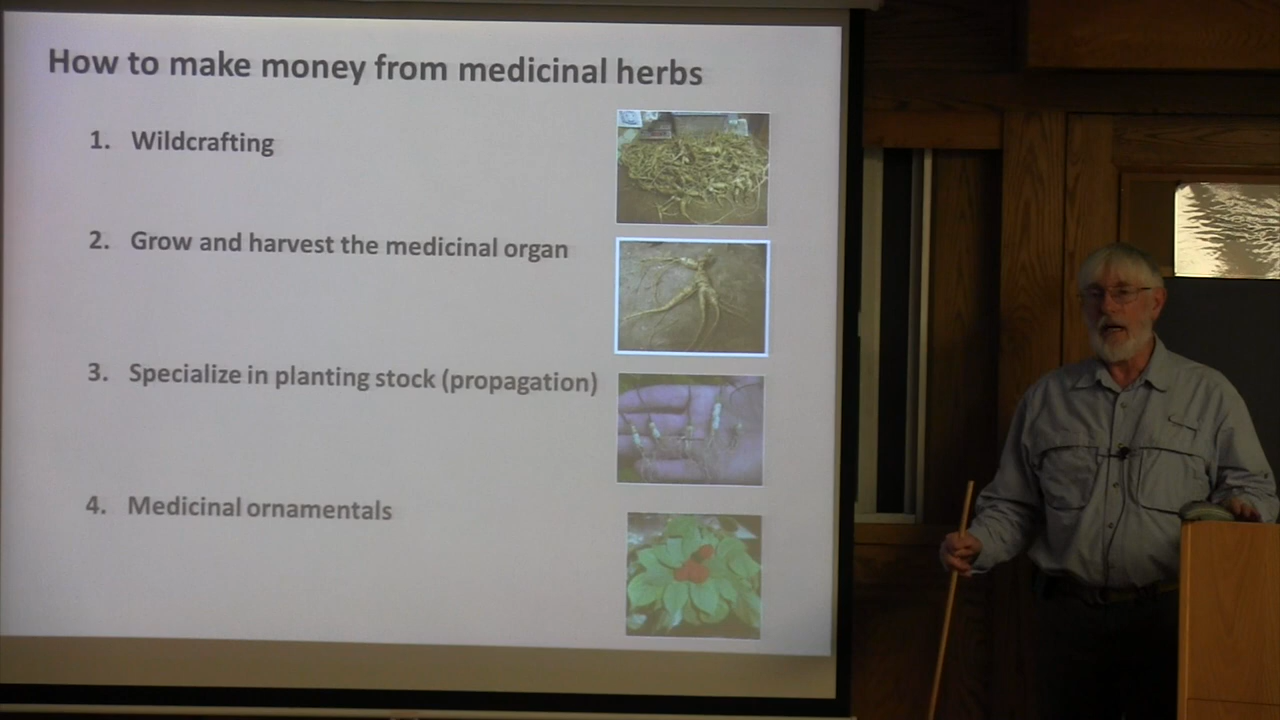 How to make money from medicinal herbs
1. Wildcrafting
2. Grow and harvest the medicinal organ
3. Specialize in planting stock (propagation)
4. Medicinal ornamentals